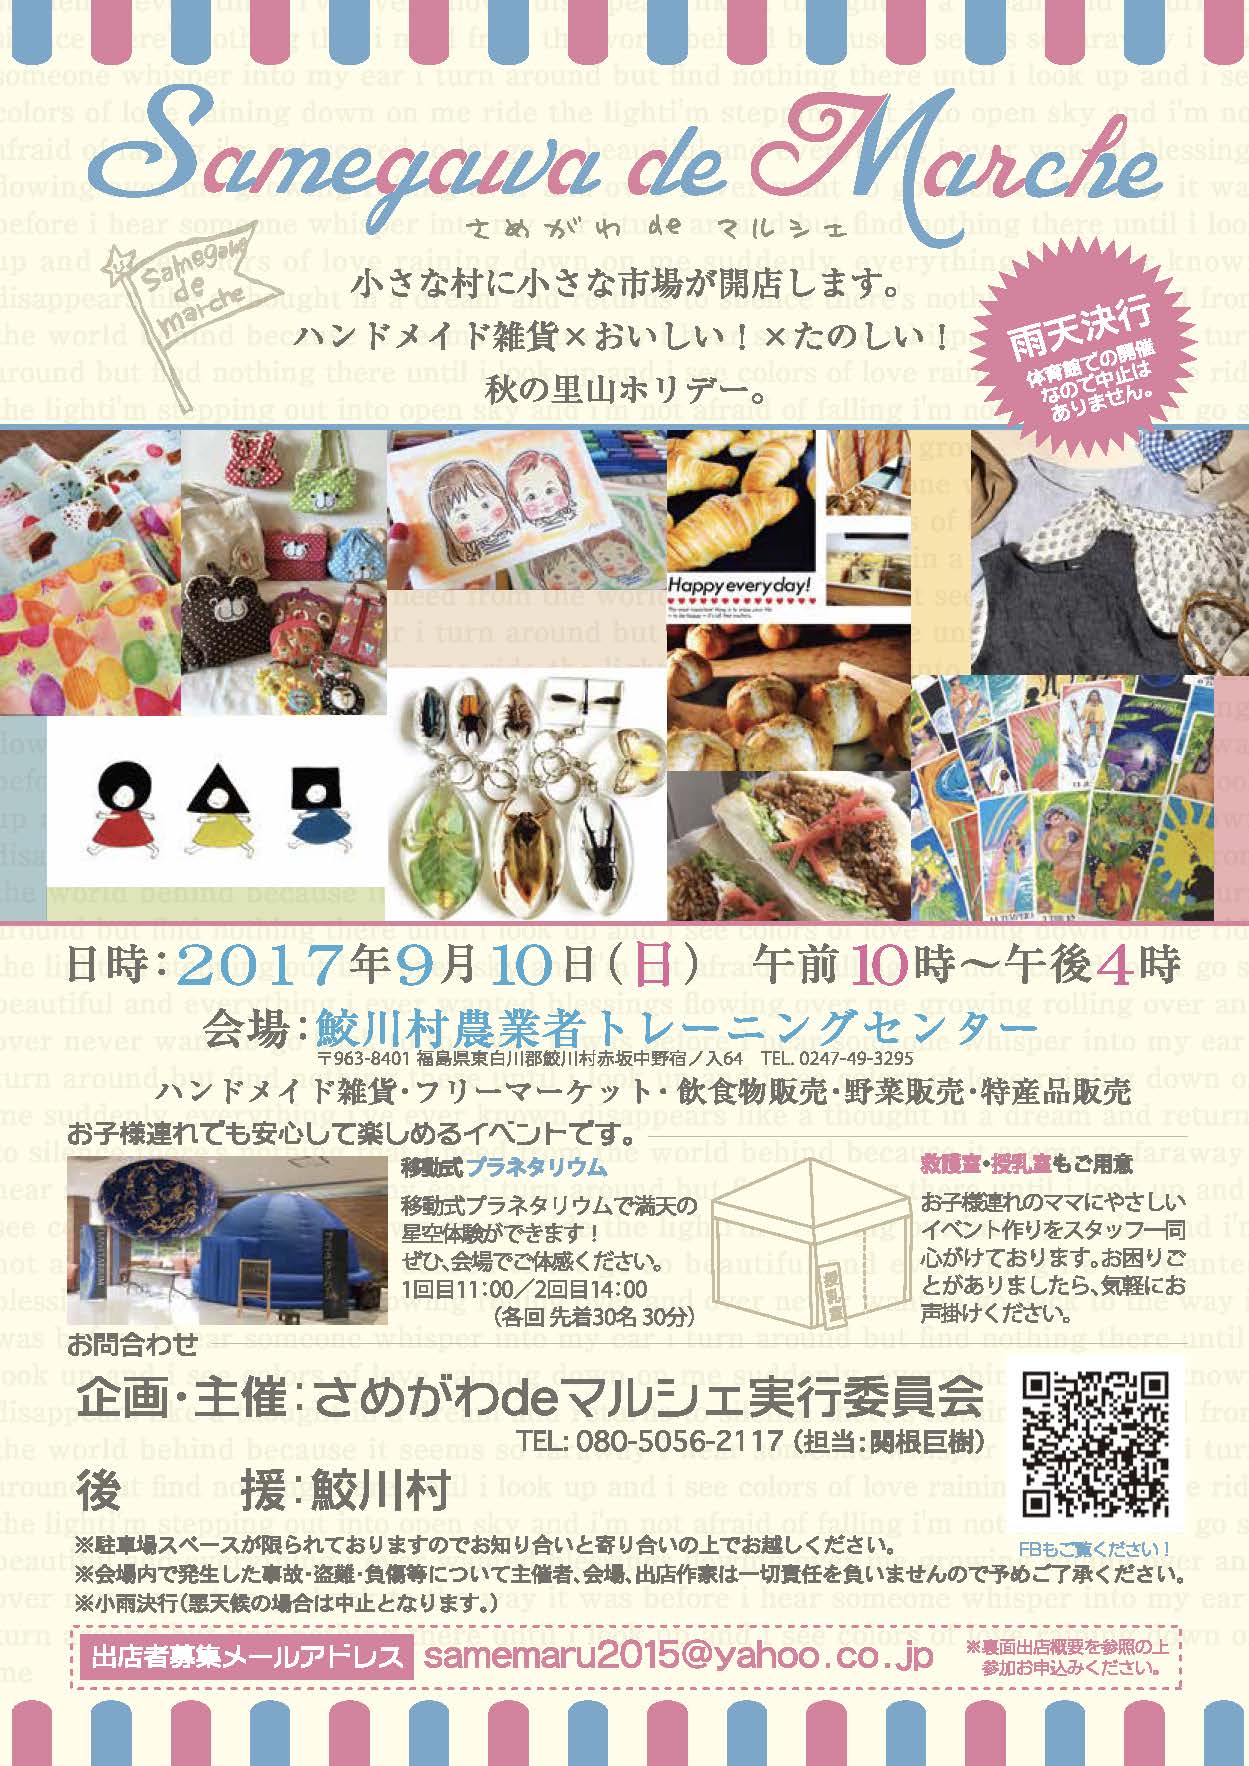 Samegawa de Marche
さめがわ de マルシェ
Samegawa
de
marche
小さな村に小さな市場が開店します。
ハンドメイド雑貨×おいしい！×たのしい！
秋の里山ホリデー。
雨天決行
体育館での開催
なので中止は
ありません。
Happy every day!
日時：2017年9月10日（日） 午前10時～午後4時
会場：鮫川村農業者トレーニングセンター
〒963-8401 福島県東白川郡鮫川村赤坂中野宿ノ入64 TEL. 0247-49-3295
ハンドメイド雑貨・フリーマーケット・飲食物販売・野菜販売・特産品販売
お子様連れでも安心して楽しめるイベントです。
移動式プラネタリウム
移動式プラネタリウムで満天の
星空体験ができます！
ぜひ、会場でご体感ください。
1回目11：00／2回目14：00
（各回 先着30名 30分）
授乳室
救護室・授乳室もご用意
お子様連れのママにやさしい
イベント作りをスタッフ一同
心がけております。お困りご
とがありましたら、気軽にお
声掛けください。
お問合わせ
企画・主催：さめがわdeマルシェ実行委員会
TEL: 080-5056-2117（担当：関根巨樹）
後　　援：鮫川村
FBもご覧ください！
※駐車場スペースが限られておりますのでお知り合いと寄り合いの上でお越しください。
※会場内で発生した事故・盗難・負傷等について主催者、会場、出店作家は一切責任を負いませんので予めご了承ください。
※小雨決行（悪天候の場合は中止となります。）
出店者募集メールアドレス samemaru2015@yahoo.co.jp
※裏面出店概要を参照の上
参加お申込みください。